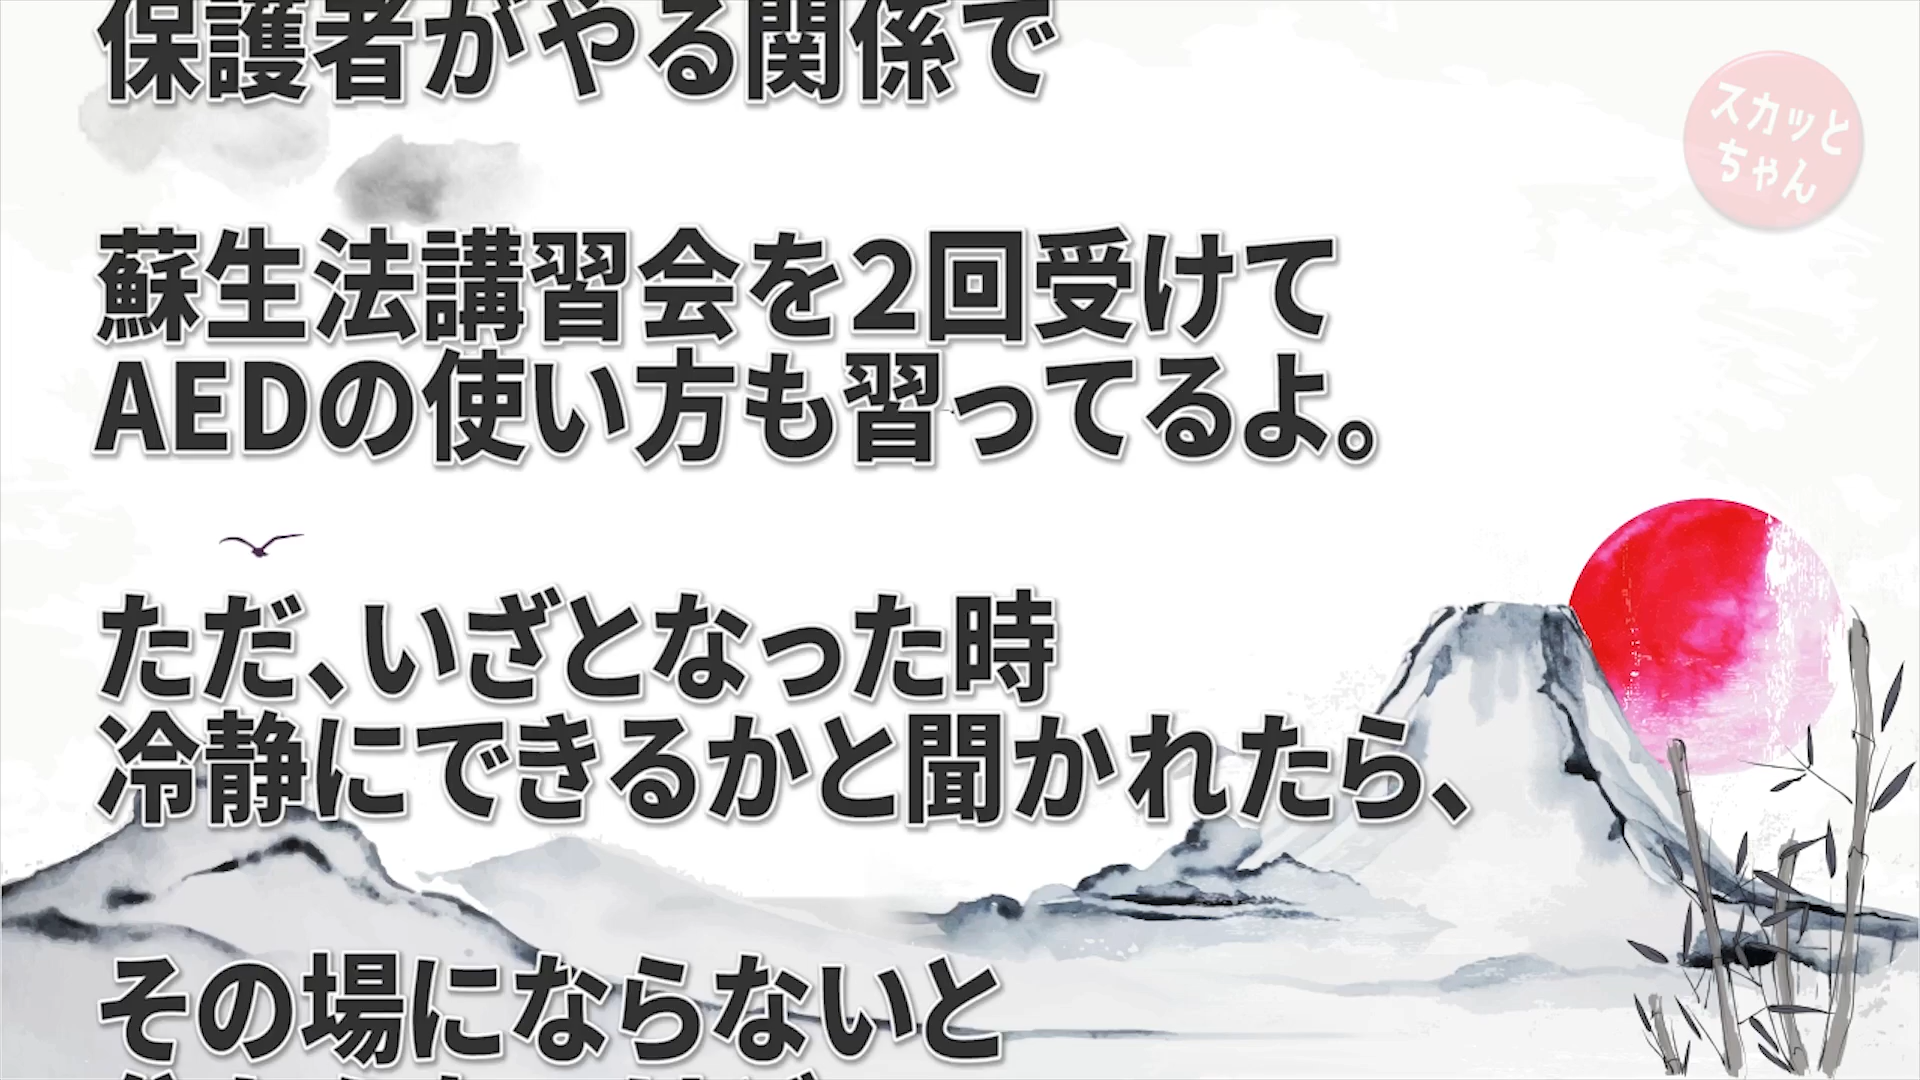 保護者がやる関係で
スカッと
ちゃん
蘇生法講習会を2回受けて
AEDの使い方も習ってるよ。
ただ、いざとなった時
冷静にできるかと聞かれたら、
その場にならないと